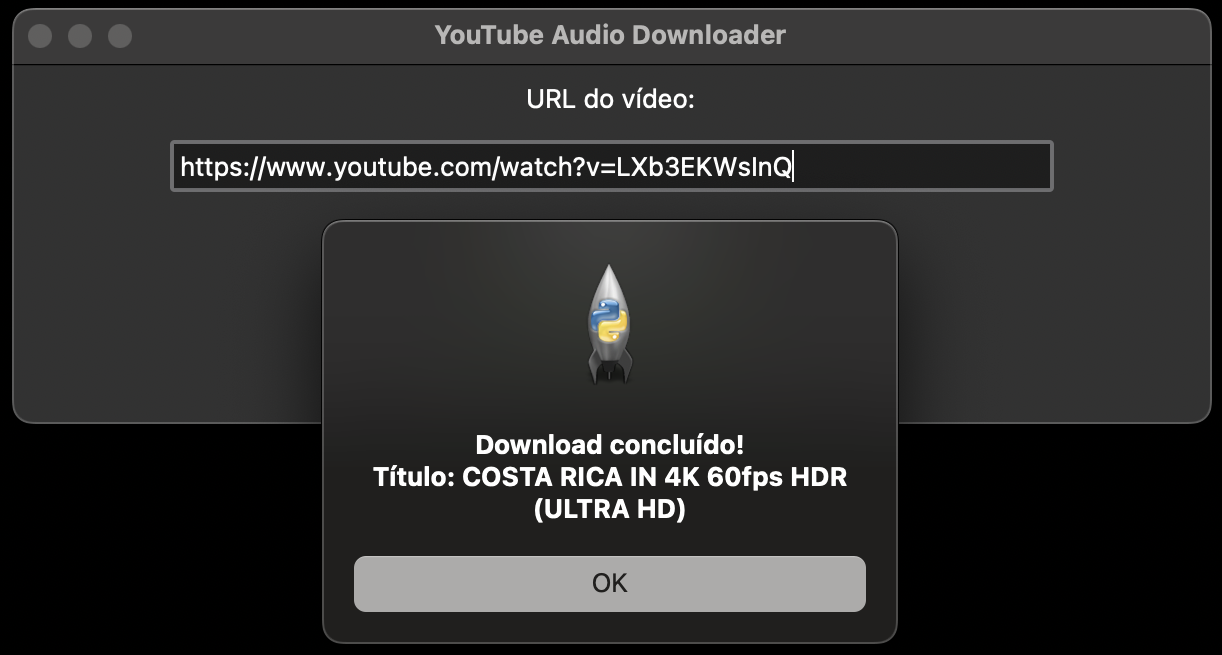 YouTube Audio Downloader
URL do vídeo:
https://www.youtube.com/watch?v=LXb3EKWsInQ
Download concluído!
Título: COSTA RICA IN 4K 60fps HDR
(ULTRA HD)
OK